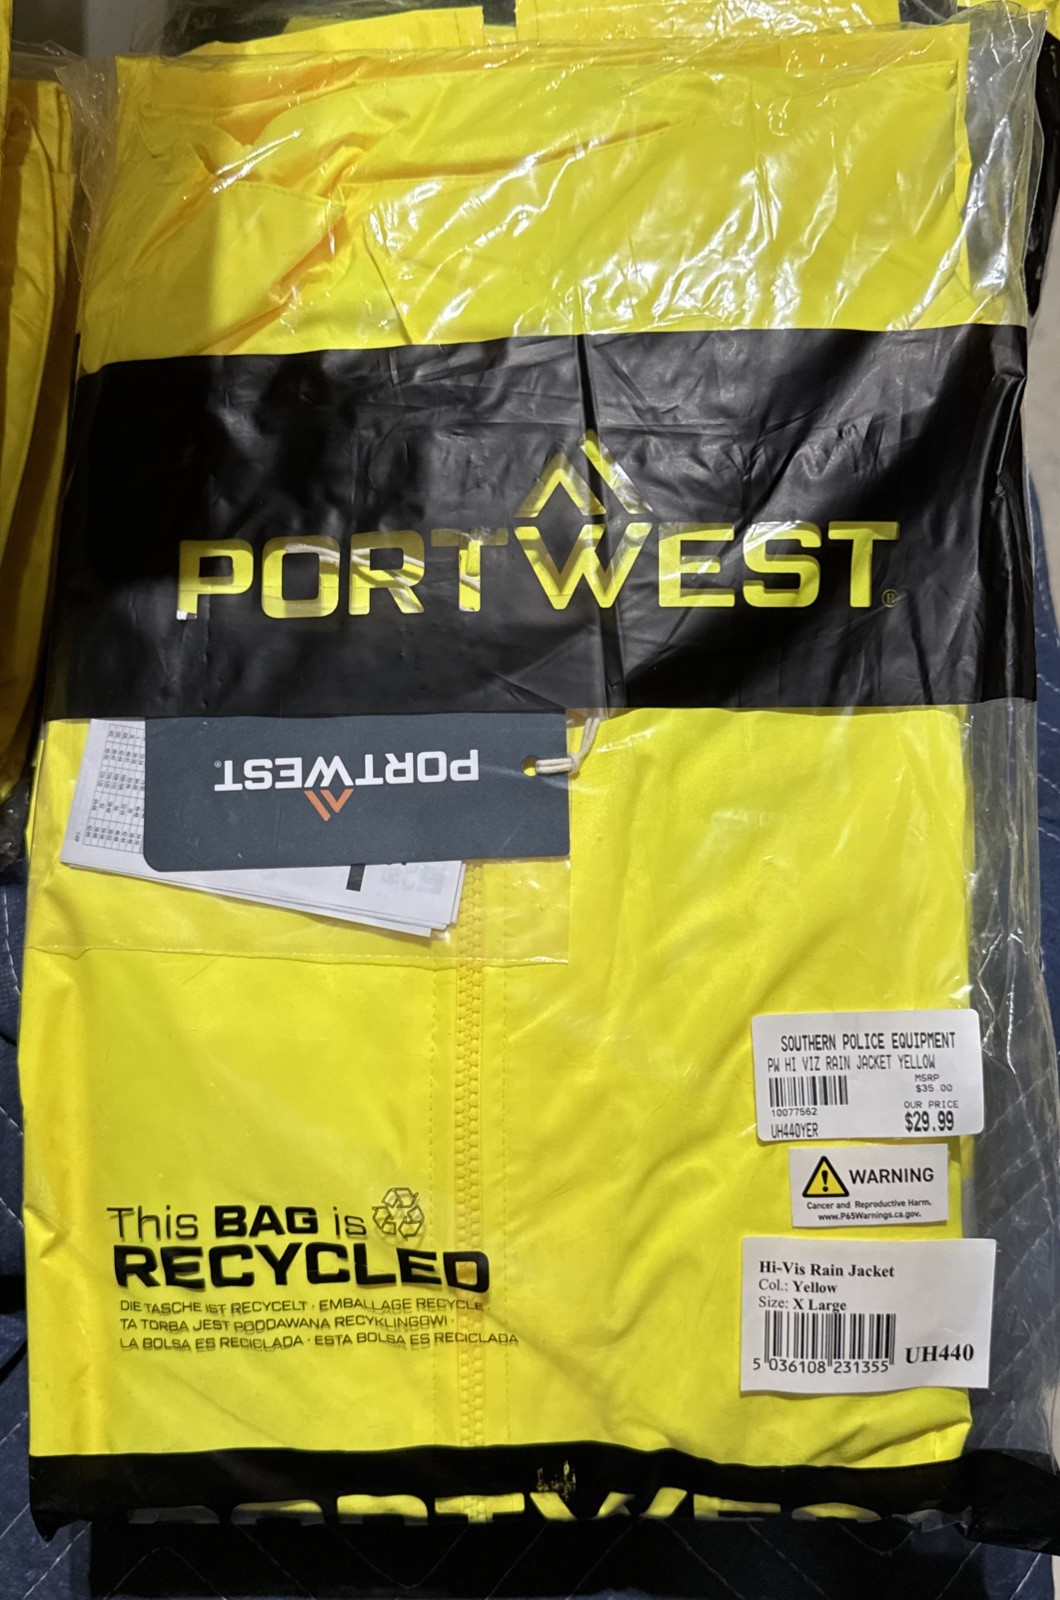 PORTWEST®
PORTWEST®
SOUTHERN POLICE EQUIPMENT
PW HI VIZ RAIN JACKET YELLOW
MSRP
$35.00
10077562
OUR PRICE
UH440YER
$29.99
WARNING
Cancer and Reproductive Harm.
www.P65Warnings.ca.gov.
This BAG is
RECYCLED
DIE TASCHE IST RECYCELT · EMBALLAGE RECYCLE
TA TORBA JEST PODDAWANA RECYKLINGOWI ·
LA BOLSA ES RECICLADA · ESTA BOLSA ES RECICLADA
Hi-Vis Rain Jacket
Col.: Yellow
Size: X Large
5 036108 231355
UH440
PORTWEST